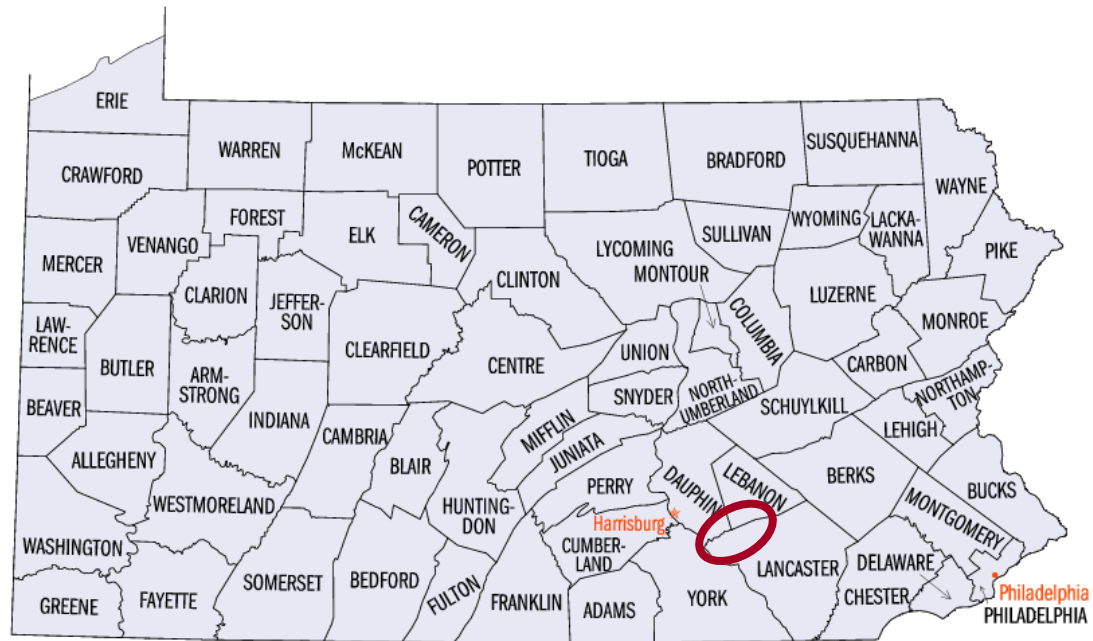 ERIE
WARREN
McKEAN
POTTER
TIOGA
BRADFORD
SUSQUEHANNA
CRAWFORD
WAYNE
FOREST
CAMERON
ELK
WYOMING
LACKA-
WANNA
VENANGO
SULLIVAN
LYCOMING
MONTOUR
PIKE
MERCER
CLINTON
CLARION
JEFFER-
SON
LUZERNE
COLUMBIA
MONROE
LAW-
RENCE
CLEARFIELD
UNION
CENTRE
CARBON
BUTLER
ARM-
STRONG
SNYDER
NORTH-
UMBERLAND
NORTHAMP-
TON
BEAVER
INDIANA
MIFFLIN
SCHUYLKILL
CAMBRIA
LEHIGH
JUNIATA
ALLEGHENY
BLAIR
PERRY
DAUPHIN
LEBANON
BERKS
BUCKS
WESTMORELAND
HUNTING-
DON
Harrisburg
MONTGOMERY
WASHINGTON
CUMBER-
LAND
DELAWARE
LANCASTER
SOMERSET
BEDFORD
FULTON
FRANKLIN
ADAMS
YORK
CHESTER
GREENE
FAYETTE
Philadelphia
PHILADELPHIA